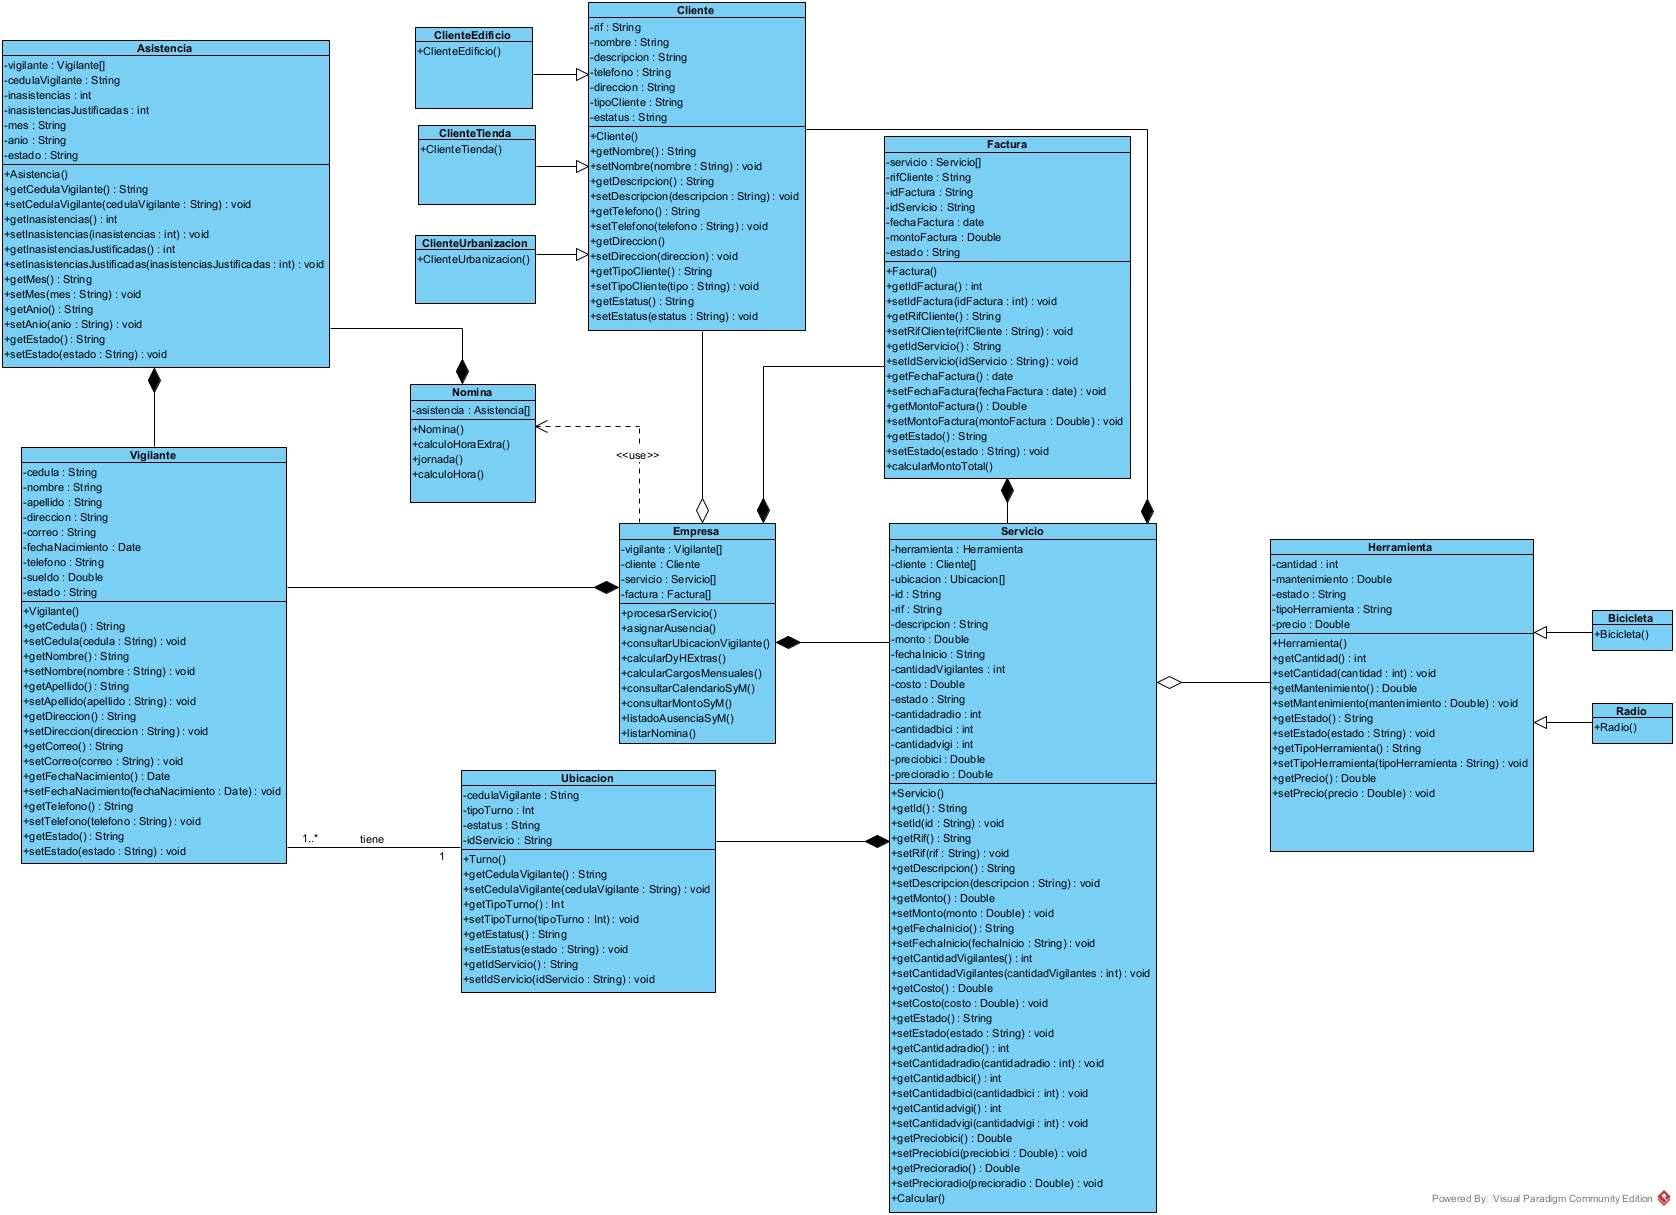 Asistencia
-vigilante : Vigilante[]
-cedulaVigilante : String
-inasistencias : int
-inasistenciasJustificadas : int
-mes : String
-anio : String
-estado : String
+Asistencia()
+getCedulaVigilante() : String
+setCedulaVigilante(cedulaVigilante : String) : void
+getInasistencias() : int
+setInasistencias(inasistencias : int) : void
+getInasistenciasJustificadas() : int
+setInasistenciasJustificadas(inasistenciasJustificadas : int) : void
+getMes() : String
+setMes(mes : String) : void
+getAnio() : String
+setAnio(anio : String) : void
+getEstado() : String
+setEstado(estado : String) : void
ClienteEdificio
+ClienteEdificio()
ClienteTienda
+ClienteTienda()
ClienteUrbanizacion
+ClienteUrbanizacion()
Cliente
-rif : String
-nombre : String
-descripcion : String
-telefono : String
-direccion : String
-tipoCliente : String
-estatus : String
+Cliente()
+getNombre() : String
+setNombre(nombre : String) : void
+getDescripcion() : String
+setDescripcion(descripcion : String) : void
+getTelefono() : String
+setTelefono(telefono : String) : void
+getDireccion()
+setDireccion(direccion) : void
+getTipoCliente() : String
+setTipoCliente(tipo : String) : void
+getEstatus() : String
+setEstatus(estatus : String) : void
Factura
-servicio : Servicio[]
-rifCliente : String
-idFactura : String
-idServicio : String
-fechaFactura : date
-montoFactura : Double
-estado : String
+Factura()
+getIdFactura() : int
+setIdFactura(idFactura : int) : void
+getRifCliente() : String
+setRifCliente(rifCliente : String) : void
+getIdServicio() : String
+setIdServicio(idServicio : String) : void
+getFechaFactura() : date
+setFechaFactura(fechaFactura : date) : void
+getMontoFactura() : Double
+setMontoFactura(montoFactura : Double) : void
+getEstado() : String
+setEstado(estado : String) : void
+calcularMontoTotal()
Nomina
-asistencia : Asistencia[]
+Nomina()
+calculoHoraExtra()
+jornada()
+calculoHora()
<<use>>
Vigilante
-cedula : String
-nombre : String
-apellido : String
-direccion : String
-correo : String
-fechaNacimiento : Date
-telefono : String
-sueldo : Double
-estado : String
+Vigilante()
+getCedula() : String
+setCedula(cedula : String) : void
+getNombre() : String
+setNombre(nombre : String) : void
+getApellido() : String
+setApellido(apellido : String) : void
+getDireccion() : String
+setDireccion(direccion : String) : void
+getCorreo() : String
+setCorreo(correo : String) : void
+getFechaNacimiento() : Date
+setFechaNacimiento(fechaNacimiento : Date) : void
+getTelefono() : String
+setTelefono(telefono : String) : void
+getEstado() : String
+setEstado(estado : String) : void
Empresa
-vigilante : Vigilante[]
-cliente : Cliente
-servicio : Servicio[]
-factura : Factura[]
+procesarServicio()
+asignarAusencia()
+consultarUbicacionVigilante()
+calcularDyHExtras()
+calcularCargosMensuales()
+consultarCalendarioSyM()
+consultarMontoSyM()
+listadoAusenciaSyM()
+listarNomina()
Servicio
-herramienta : Herramienta
-cliente : Cliente[]
-ubicacion : Ubicacion[]
-id : String
-rif : String
-descripcion : String
-monto : Double
-fechaInicio : String
-cantidadVigilantes : int
-costo : Double
-estado : String
-cantidadradio : int
-cantidadbici : int
-cantidadvigi : int
-preciobici : Double
-precioradio : Double
+Servicio()
+getId() : String
+setId(id : String) : void
+getRif() : String
+setRif(rif : String) : void
+getDescripcion() : String
+setDescripcion(descripcion : String) : void
+getMonto() : Double
+setMonto(monto : Double) : void
+getFechaInicio() : String
+setFechaInicio(fechaInicio : String) : void
+getCantidadVigilantes() : int
+setCantidadVigilantes(cantidadVigilantes : int) : void
+getCosto() : Double
+setCosto(costo : Double) : void
+getEstado() : String
+setEstado(estado : String) : void
+getCantidadradio() : int
+setCantidadradio(cantidadradio : int) : void
+getCantidadbici() : int
+setCantidadbici(cantidadbici : int) : void
+getCantidadvigi() : int
+setCantidadvigi(cantidadvigi : int) : void
+getPreciobici() : Double
+setPreciobici(preciobici : Double) : void
+getPrecioradio() : Double
+setPrecioradio(precioradio : Double) : void
+Calcular()
Herramienta
-cantidad : int
-mantenimiento : Double
-estado : String
-tipoHerramienta : String
-precio : Double
+Herramienta()
+getCantidad() : int
+setCantidad(cantidad : int) : void
+getMantenimiento() : Double
+setMantenimiento(mantenimiento : Double) : void
+getEstado() : String
+setEstado(estado : String) : void
+getTipoHerramienta() : String
+setTipoHerramienta(tipoHerramienta : String) : void
+getPrecio() : Double
+setPrecio(precio : Double) : void
Bicicleta
+Bicicleta()
Radio
+Radio()
1..*
tiene
1
Ubicacion
-cedulaVigilante : String
-tipoTurno : Int
-estatus : String
-idServicio : String
+Turno()
+getCedulaVigilante() : String
+setCedulaVigilante(cedulaVigilante : String) : void
+getTipoTurno() : Int
+setTipoTurno(tipoTurno : Int) : void
+getEstatus() : String
+setEstatus(estado : String) : void
+getIdServicio() : String
+setIdServicio(idServicio : String) : void
Powered By Visual Paradigm Community Edition